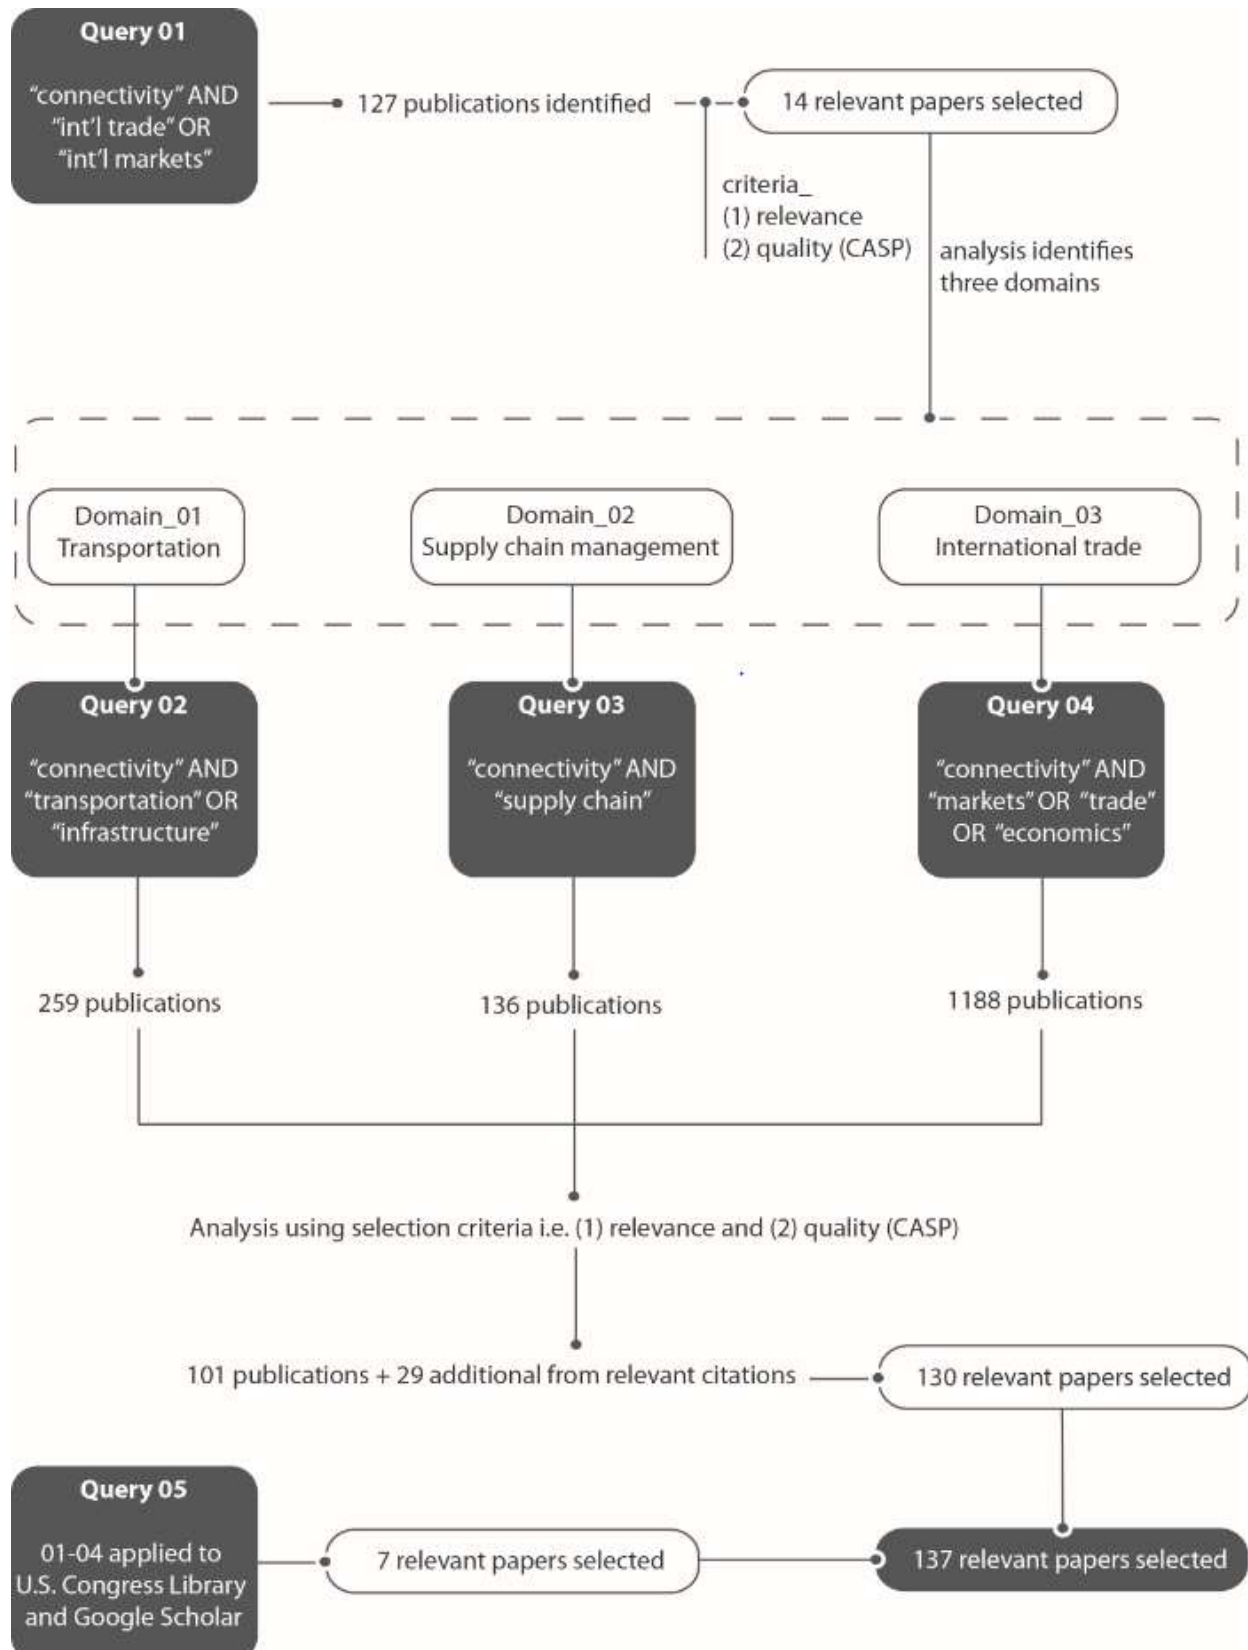 Query 01
“connectivity” AND
“int’l trade” OR
“int’l markets”
127 publications identified
14 relevant papers selected
criteria_
(1) relevance
(2) quality (CASP)
analysis identifies
three domains
Domain_01
Transportation
Domain_02
Supply chain management
Domain_03
International trade
Query 02
“connectivity” AND
“transportation” OR
“infrastructure”
Query 03
“connectivity” AND
“supply chain”
Query 04
“connectivity” AND
“markets” OR “trade”
OR “economics”
259 publications
136 publications
1188 publications
Analysis using selection criteria i.e. (1) relevance and (2) quality (CASP)
101 publications + 29 additional from relevant citations
130 relevant papers selected
Query 05
01-04 applied to
U.S. Congress Library
and Google Scholar
7 relevant papers selected
137 relevant papers selected